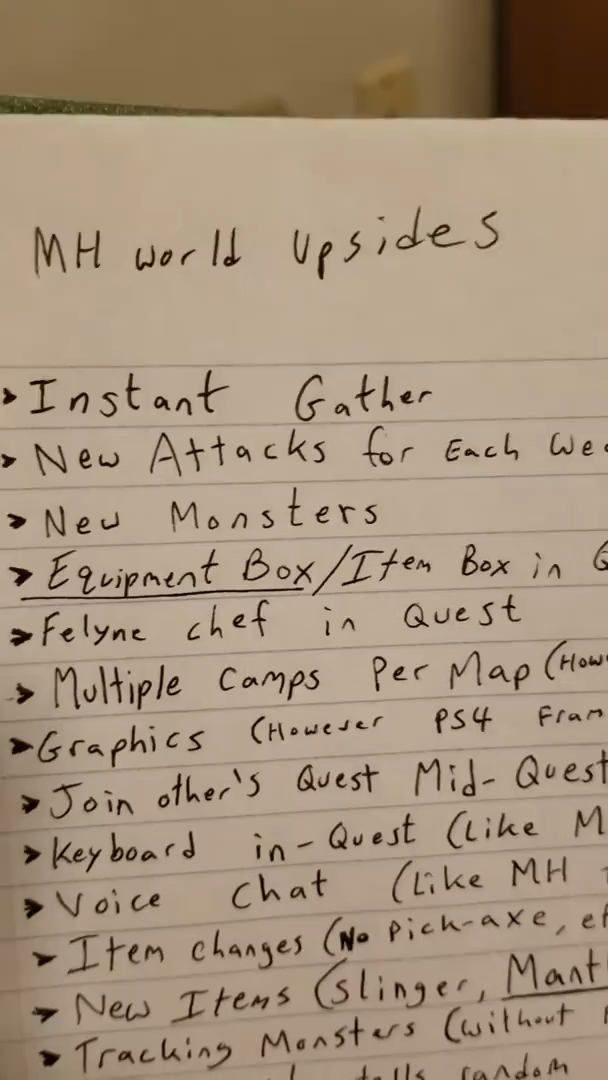 MH World Upsides
Instant Gather
New Attacks for Each We
New Monsters
Equipment Box/Item Box in
Felyne chef in Quest
Multiple Camps Per Map (How
Graphics (However PS4 Fram
Join other's Quest Mid-Quest
Keyboard in-Quest (Like M
Voice Chat (Like MH
Item changes (No pick-axe, e
New Items (Slinger, Mant
Tracking Monsters (without
random